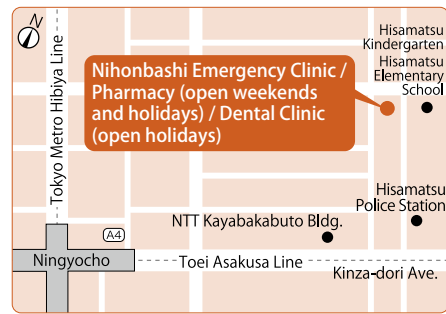 N
Hisamatsu
Kindergarten
Hisamatsu
Elementary
School
Nihonbashi Emergency Clinic /
Pharmacy (open weekends
and holidays) / Dental Clinic
(open holidays)
Tokyo Metro Hibiya Line
Hisamatsu
Police Station
NTT Kayabakabuto Bldg.
A4
Ningyocho
Toei Asakusa Line
Kinza-dori Ave.